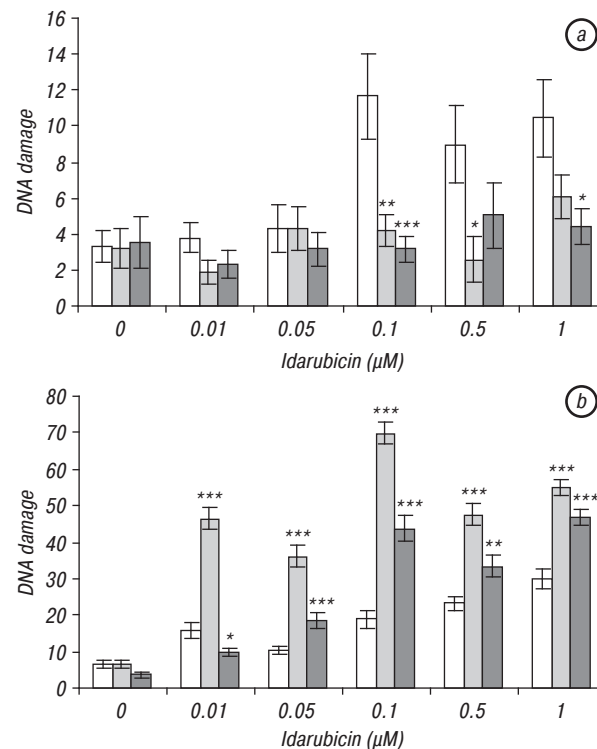 16
a
14
12
10
8
6
4
2
0
DNA damage
** *** * *
0 0.01 0.05 0.1 0.5 1
Idarubicin (µM)
80
b
70
60
50
40
30
20
10
0
DNA damage
*** * *** *** *** *** *** ** *** ***
0 0.01 0.05 0.1 0.5 1
Idarubicin (µM)